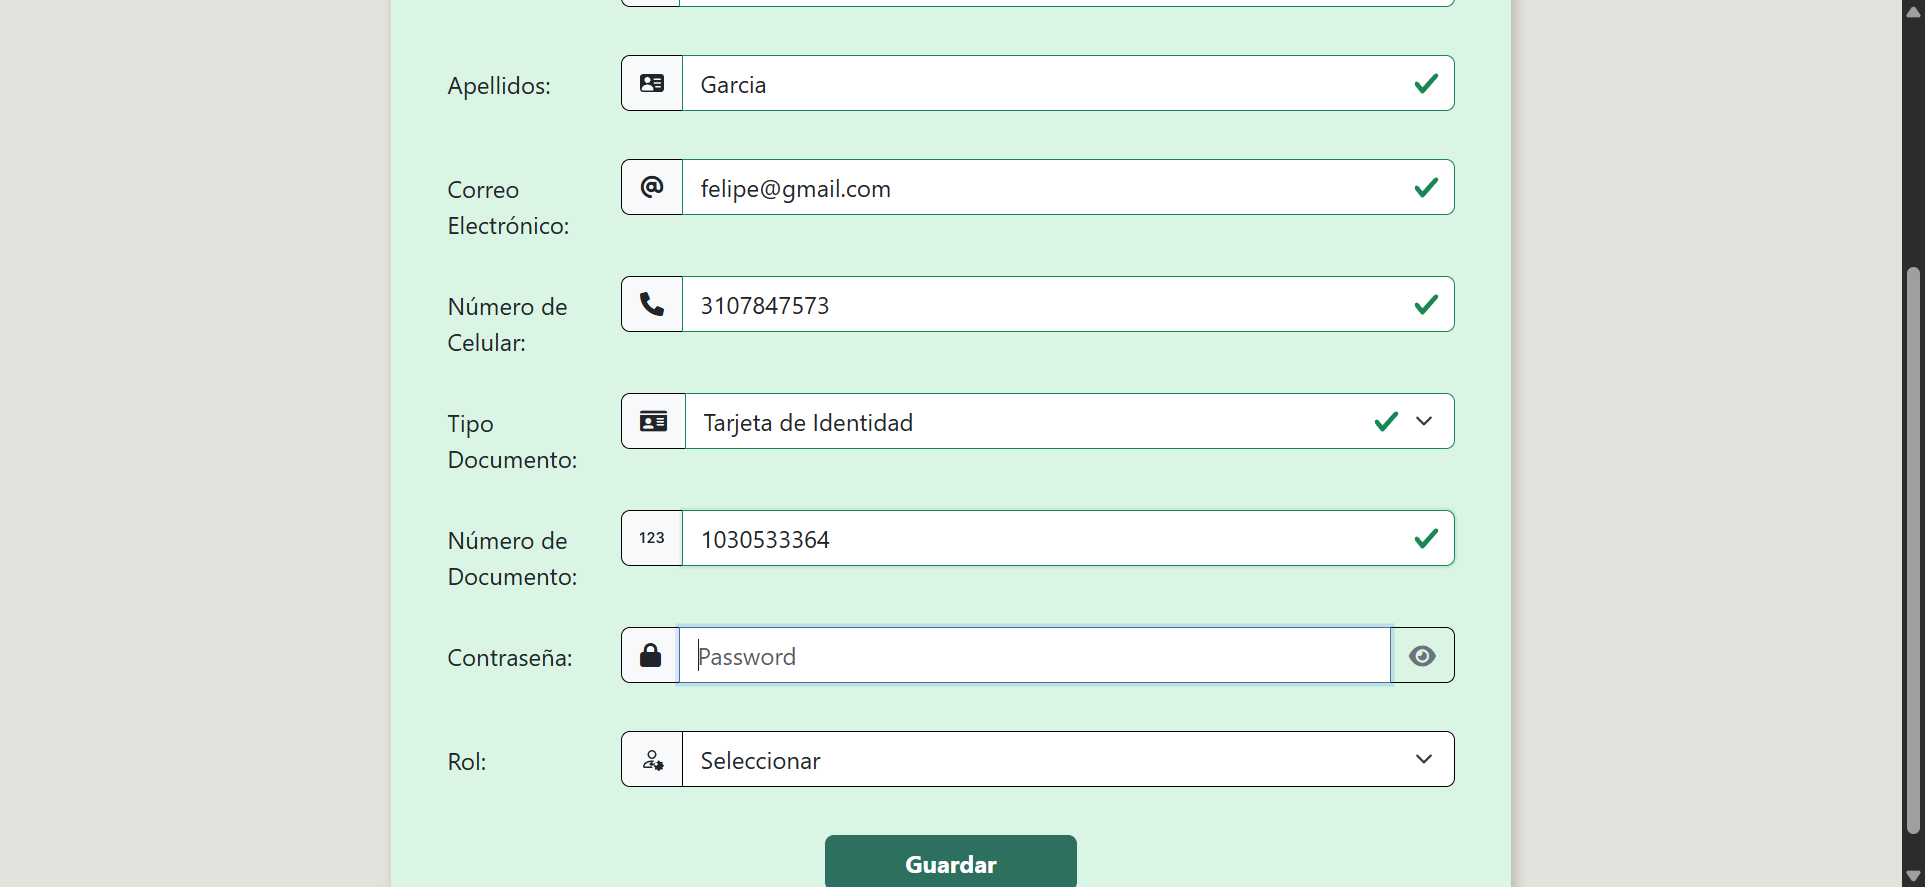 Apellidos:
Garcia
Correo
Electrónico:
felipe@gmail.com
Número de
Celular:
3107847573
Tipo
Documento:
Tarjeta de Identidad
Número de
Documento:
123
1030533364
Contraseña:
Password
Rol:
Seleccionar
Guardar